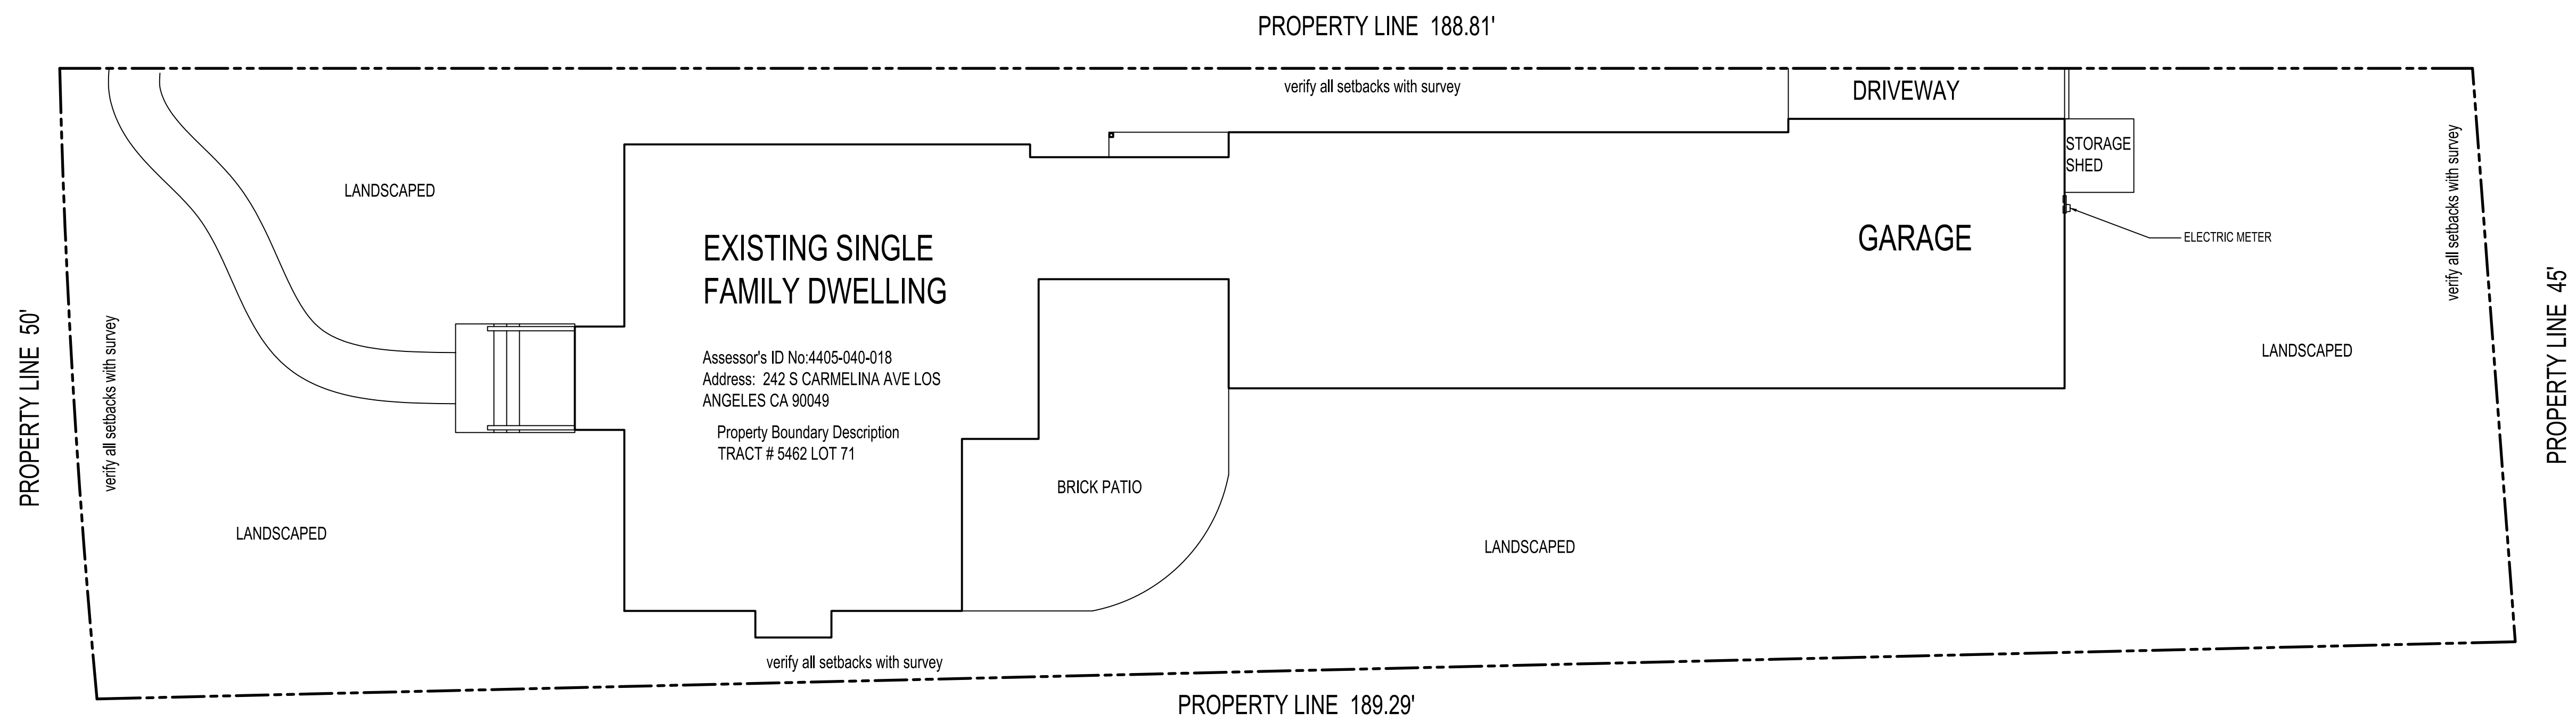 PROPERTY LINE 188.81'
verify all setbacks with survey
DRIVEWAY
STORAGE
SHED
verify all setbacks with survey
LANDSCAPED
EXISTING SINGLE
FAMILY DWELLING
GARAGE
ELECTRIC METER
PROPERTY LINE 50'
verify all setbacks with survey
Assessor's ID No:4405-040-018
Address: 242 S CARMELINA AVE LOS
ANGELES CA 90049
Property Boundary Description
TRACT # 5462 LOT 71
LANDSCAPED
PROPERTY LINE 45'
BRICK PATIO
LANDSCAPED
LANDSCAPED
verify all setbacks with survey
PROPERTY LINE 189.29'